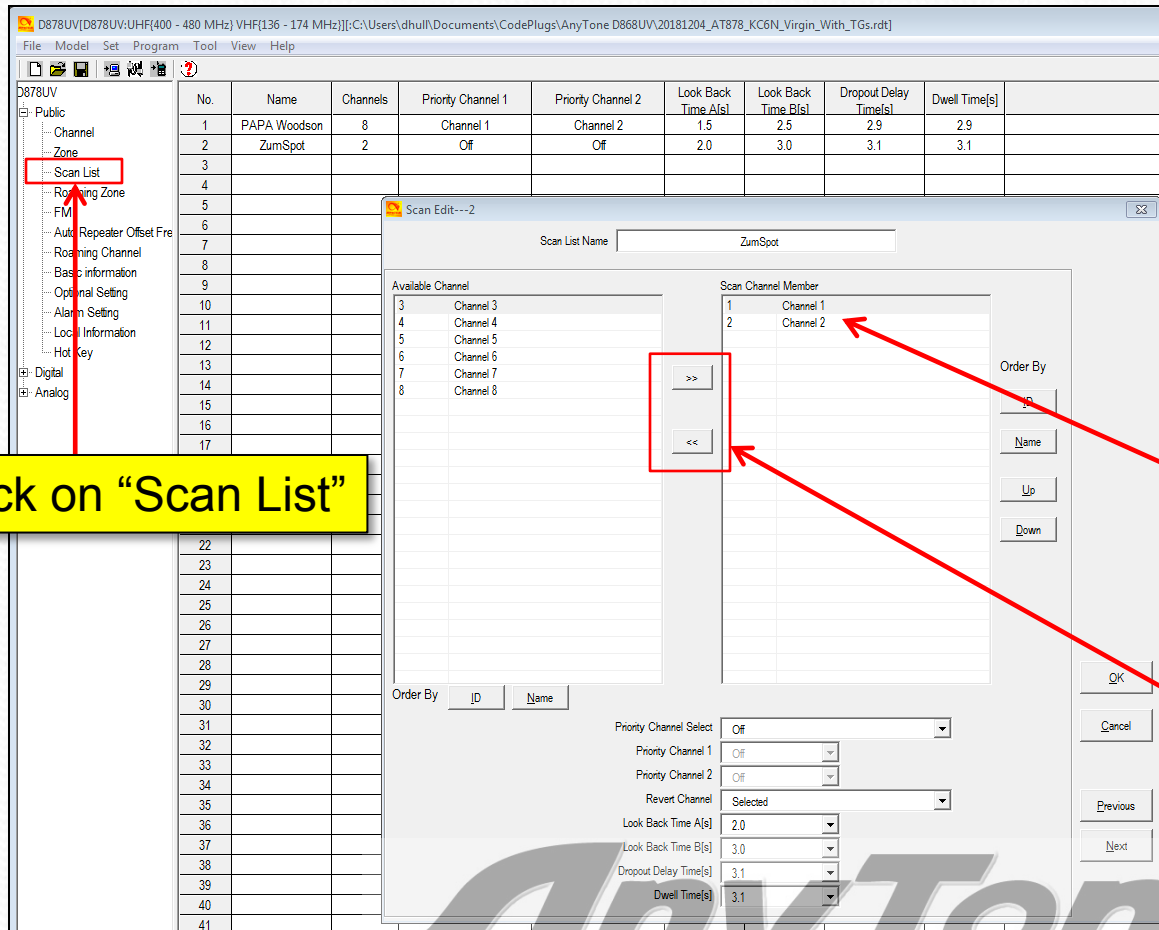 D878UV[D878UV:UHF{400 - 480 MHz} VHF{136 - 174 MHz}][:C:\Users\dhull\Documents\CodePlugs\AnyTone D868UV\20181204_AT878_KC6N_Virgin_With_TGs.rdt]
File Model Set Program Tool View Help
D878UV
Public
Channel
Zone
Scan List
Roaming Zone
FM
Auto Repeater Offset Fre
Roaming Channel
Basic information
Optional Setting
Alarm Setting
Local Information
Hot Key
Digital
Analog
No. Name Channels Priority Channel 1 Priority Channel 2 Look Back Time A[s] Look Back Time B[s] Dropout Delay Time[s] Dwell Time[s]
1 PAPA Woodson 8 Channel 1 Channel 2 1.5 2.5 2.9 2.9
2 ZumSpot 2 Off Off 2.0 3.0 3.1 3.1
3
4
5
6
7
8
9
10
11
12
13
14
15
16
17
22
23
24
25
26
27
28
29
30
31
32
33
34
35
36
37
38
39
40
41
ck on “Scan List”
Scan Edit---2
Scan List Name ZumSpot
Available Channel
3 Channel 3
4 Channel 4
5 Channel 5
6 Channel 6
7 Channel 7
8 Channel 8
>>
<<
Scan Channel Member
1 Channel 1
2 Channel 2
Order By
ID
Name
Up
Down
Order By ID Name
OK
Cancel
Previous
Next
Priority Channel Select Off
Priority Channel 1 Off
Priority Channel 2 Off
Revert Channel Selected
Look Back Time A[s] 2.0
Look Back Time B[s] 3.0
Dropout Delay Time[s] 3.1
Dwell Time[s] 3.1
AnyTon